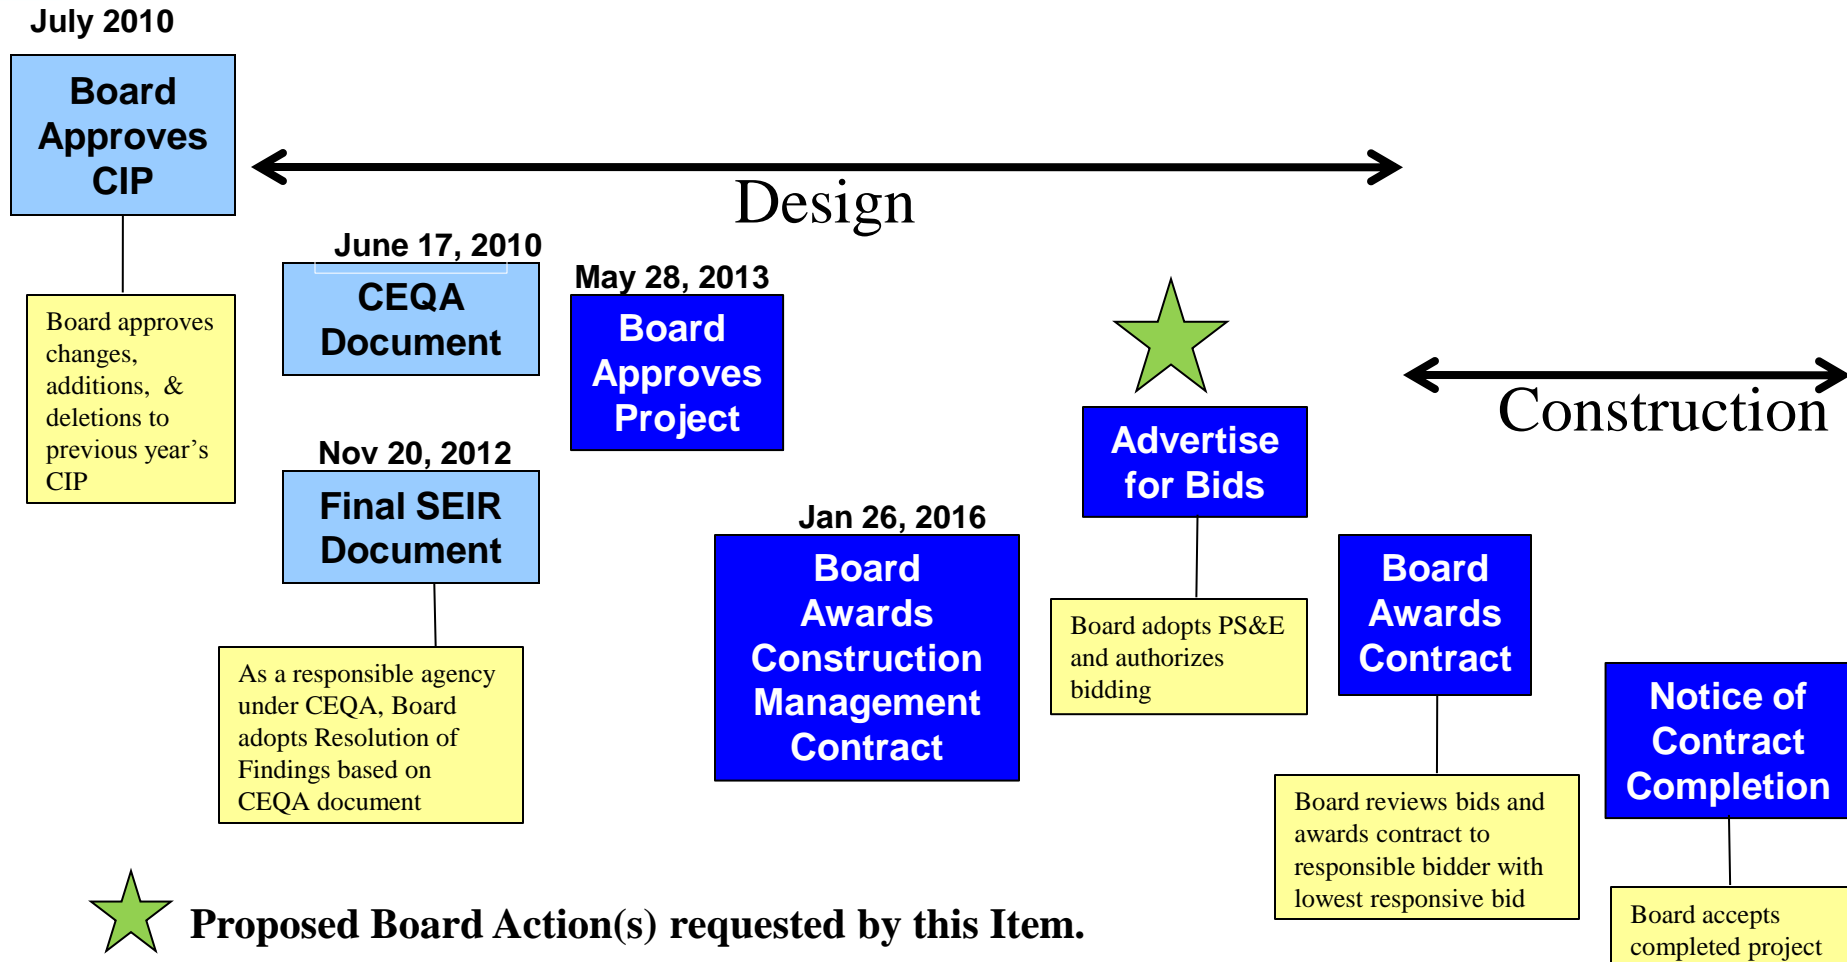 July 2010
Board
Approves
CIP
Board approves
changes,
additions, &
deletions to
previous year’s
CIP
Design
June 17, 2010
CEQA
Document
Nov 20, 2012
Final SEIR
Document
As a responsible agency
under CEQA, Board
adopts Resolution of
Findings based on
CEQA document
May 28, 2013
Board
Approves
Project
Jan 26, 2016
Board
Awards
Construction
Management
Contract
Advertise
for Bids
Board adopts PS&E
and authorizes
bidding
Construction
Board
Awards
Contract
Board reviews bids and
awards contract to
responsible bidder with
lowest responsive bid
Notice of
Contract
Completion
Board accepts
completed project
Proposed Board Action(s) requested by this Item.